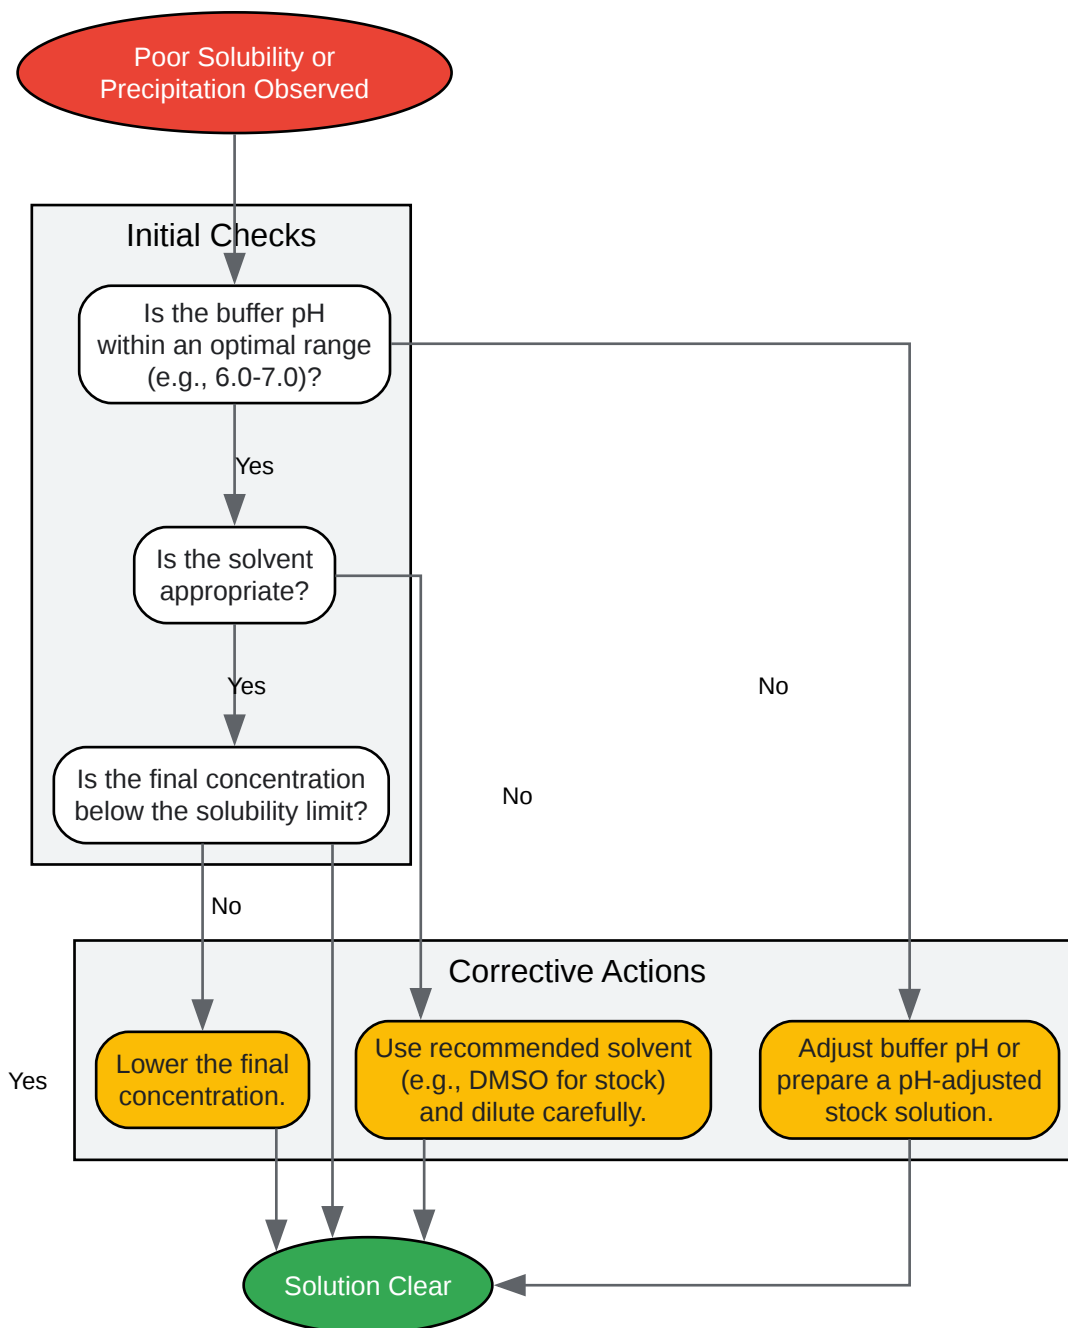 Poor Solubility or
Precipitation Observed
Initial Checks
Is the buffer pH
within an optimal range
(e.g., 6.0-7.0)?
Yes
Is the solvent
appropriate?
Yes
No
Is the final concentration
below the solubility limit?
No
No
Corrective Actions
Lower the final
concentration.
Use recommended solvent
(e.g., DMSO for stock)
and dilute carefully.
Adjust buffer pH or
prepare a pH-adjusted
stock solution.
Yes
Solution Clear